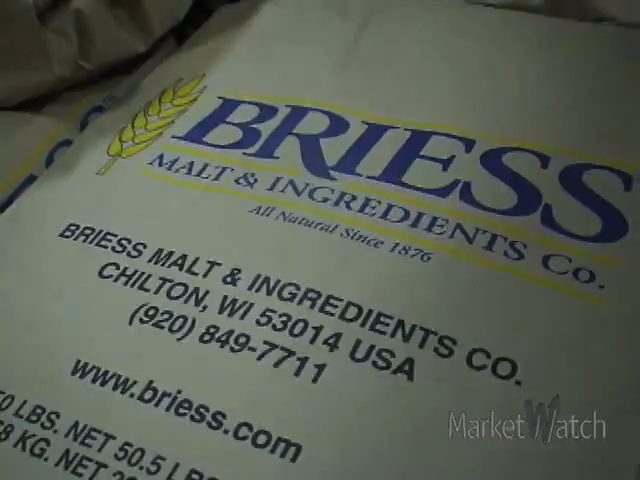 BRIESS
MALT & INGREDIENTS Co.
All Natural Since 1876
BRIESS MALT & INGREDIENTS CO.
CHILTON, WI 53014 USA
(920) 849-7711
www.briess.com
LBS. NET 50.5
KG. NET
MarketWatch